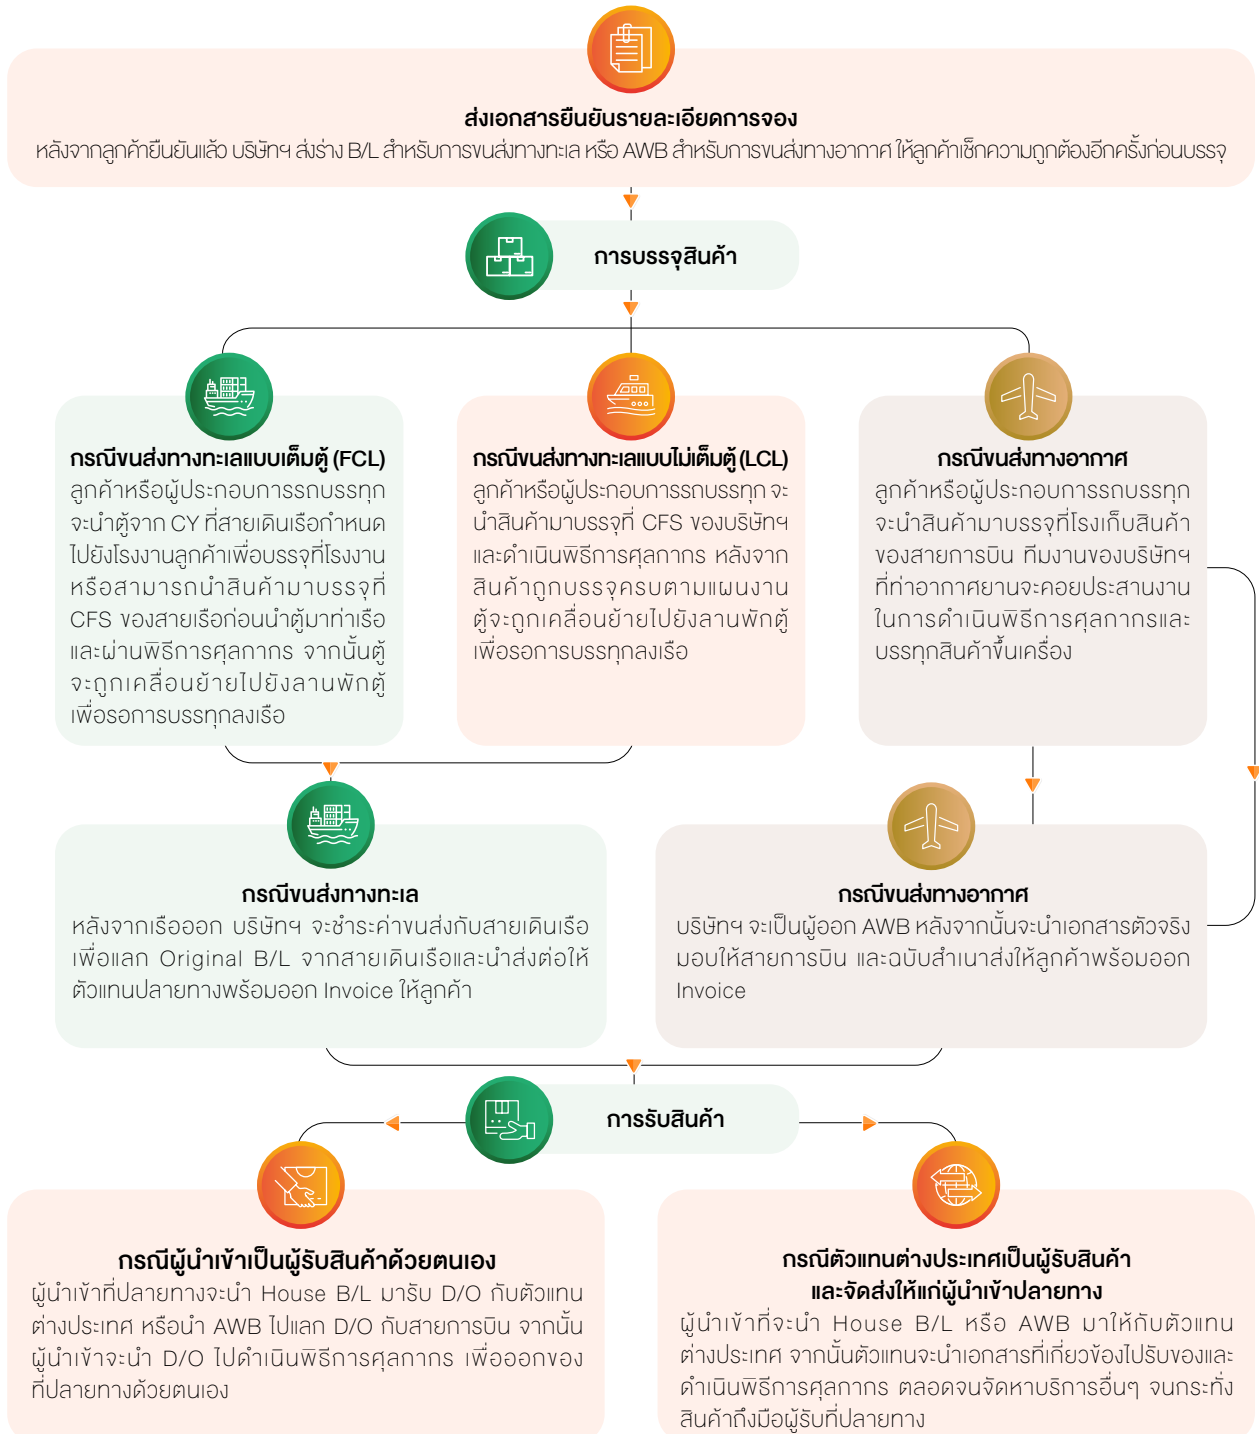 ส่งเอกสารยืนยันรายละเอียดการจอง
หลังจากลูกค้ายืนยันแล้ว บริษัทฯ ส่งร่าง B/L สำหรับการขนส่งทางทะเล หรือ AWB สำหรับการขนส่งทางอากาศ ให้ลูกค้าเช็กความถูกต้องอีกครั้งก่อนบรรจุ
การบรรจุสินค้า
กรณีขนส่งทางทะเลแบบเต็มตู้ (FCL)
ลูกค้าหรือผู้ประกอบการรถบรรทุก
จะนำตู้จาก CY ที่สายเดินเรือกำหนด
ไปยังโรงงานลูกค้าเพื่อบรรจุที่โรงงาน
หรือสามารถนำสินค้ามาบรรจุที่
CFS ของสายเรือก่อนนำตู้มาท่าเรือ
และผ่านพิธีการศุลกากร จากนั้นตู้
จะถูกเคลื่อนย้ายไปยังลานพักตู้
เพื่อรอการบรรทุกลงเรือ
กรณีขนส่งทางทะเลแบบไม่เต็มตู้ (LCL)
ลูกค้าหรือผู้ประกอบการรถบรรทุก จะ
นำสินค้ามาบรรจุที่ CFS ของบริษัทฯ
และดำเนินพิธีการศุลกากร หลังจาก
สินค้าถูกบรรจุครบตามแผนงาน
ตู้จะถูกเคลื่อนย้ายไปยังลานพักตู้
เพื่อรอการบรรทุกลงเรือ
กรณีขนส่งทางอากาศ
ลูกค้าหรือผู้ประกอบการรถบรรทุก
จะนำสินค้ามาบรรจุที่โรงเก็บสินค้า
ของสายการบิน ทีมงานของบริษัทฯ
ที่ท่าอากาศยานจะคอยประสานงาน
ในการดำเนินพิธีการศุลกากรและ
บรรทุกสินค้าขึ้นเครื่อง
กรณีขนส่งทางทะเล
หลังจากเรือออก บริษัทฯ จะชำระค่าขนส่งกับสายเดินเรือ
เพื่อแลก Original B/L จากสายเดินเรือและนำส่งต่อให้
ตัวแทนปลายทางพร้อมออก Invoice ให้ลูกค้า
กรณีขนส่งทางอากาศ
บริษัทฯ จะเป็นผู้ออก AWB หลังจากนั้นจะนำเอกสารตัวจริง
มอบให้สายการบิน และฉบับสำเนาส่งให้ลูกค้าพร้อมออก
Invoice
การรับสินค้า
กรณีผู้นำเข้าเป็นผู้รับสินค้าด้วยตนเอง
ผู้นำเข้าที่ปลายทางจะนำ House B/L มารับ D/O กับตัวแทน
ต่างประเทศ หรือนำ AWB ไปแลก D/O กับสายการบิน จากนั้น
ผู้นำเข้าจะนำ D/O ไปดำเนินพิธีการศุลกากร เพื่อออกของ
ที่ปลายทางด้วยตนเอง
กรณีตัวแทนต่างประเทศเป็นผู้รับสินค้า
และจัดส่งให้แก่ผู้นำเข้าปลายทาง
ผู้นำเข้าที่จะนำ House B/L หรือ AWB มาให้กับตัวแทน
ต่างประเทศ จากนั้นตัวแทนจะนำเอกสารที่เกี่ยวข้องไปรับของและ
ดำเนินพิธีการศุลกากร ตลอดจนจัดหาบริการอื่นๆ จนกระทั่ง
สินค้าถึงมือผู้รับที่ปลายทาง